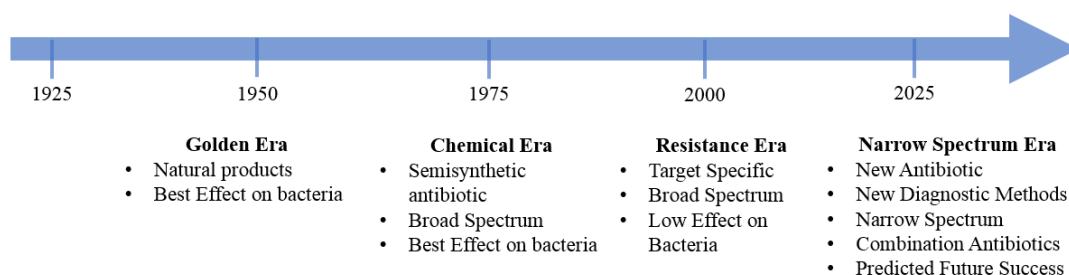 1925
1950
1975
2000
2025
Golden Era
• Natural products
• Best Effect on bacteria
Chemical Era
• Semisynthetic
antibiotic
• Broad Spectrum
• Best Effect on bacteria
Resistance Era
• Target Specific
• Broad Spectrum
• Low Effect on
Bacteria
Narrow Spectrum Era
• New Antibiotic
• New Diagnostic Methods
• Narrow Spectrum
• Combination Antibiotics
• Predicted Future Success